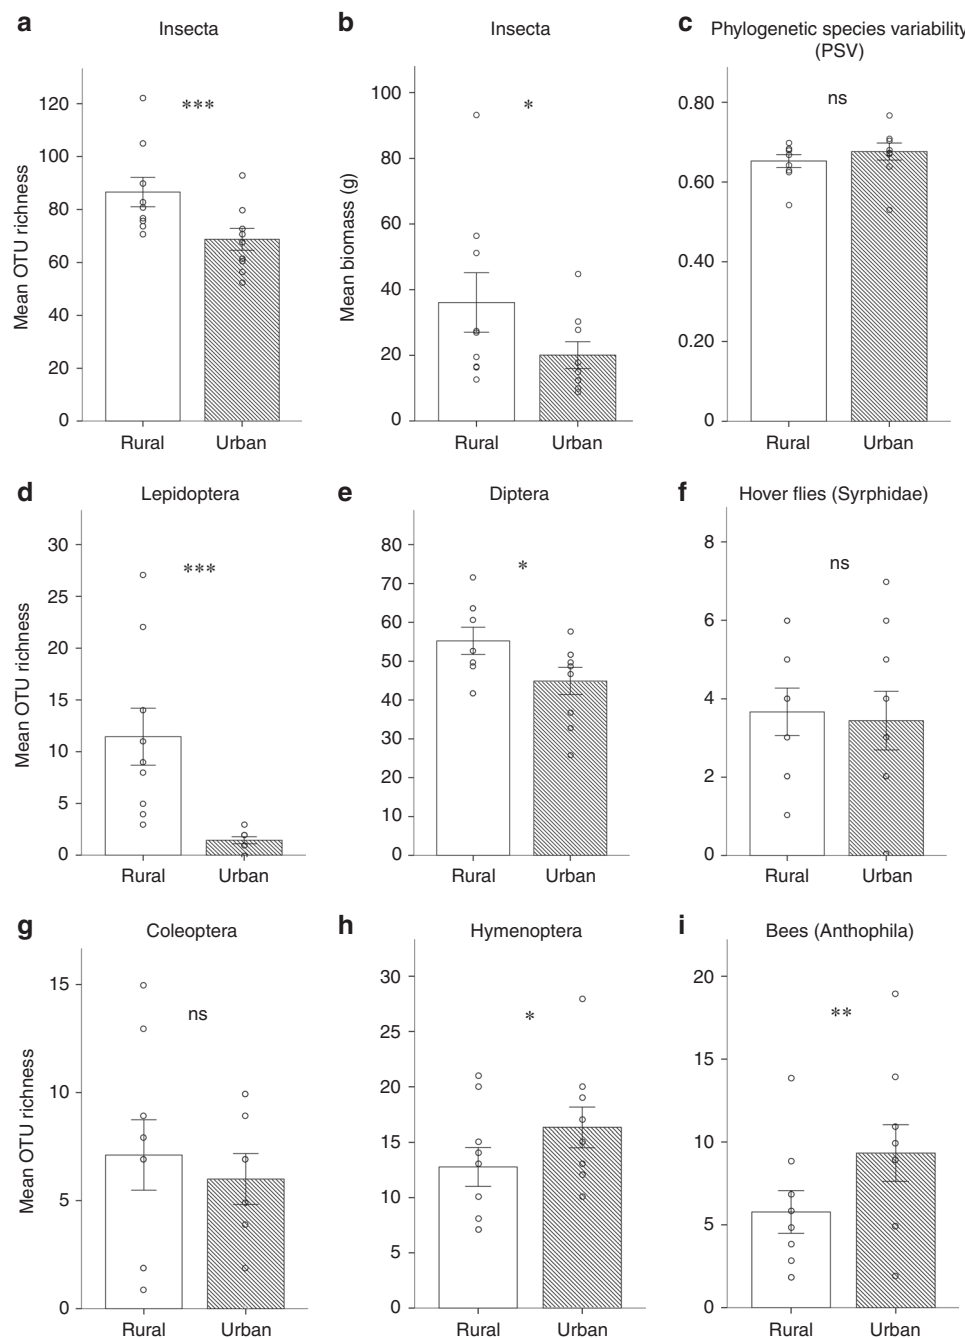 a Insecta
Mean OTU richness
120
100
80
60
40
20
0
***
Rural Urban
b Insecta
Mean biomass (g)
100
80
60
40
20
0
*
Rural Urban
c Phylogenetic species variability
(PSV)
0.80
0.60
0.40
0.20
0
ns
Rural Urban
d Lepidoptera
Mean OTU richness
30
25
20
15
10
5
0
***
Rural Urban
e Diptera
80
70
60
50
40
30
20
10
0
*
Rural Urban
f Hover flies (Syrphidae)
8
6
4
2
0
ns
Rural Urban
g Coleoptera
Mean OTU richness
15
10
5
0
ns
Rural Urban
h Hymenoptera
30
25
20
15
10
5
0
*
Rural Urban
i Bees (Anthophila)
20
15
10
5
0
**
Rural Urban